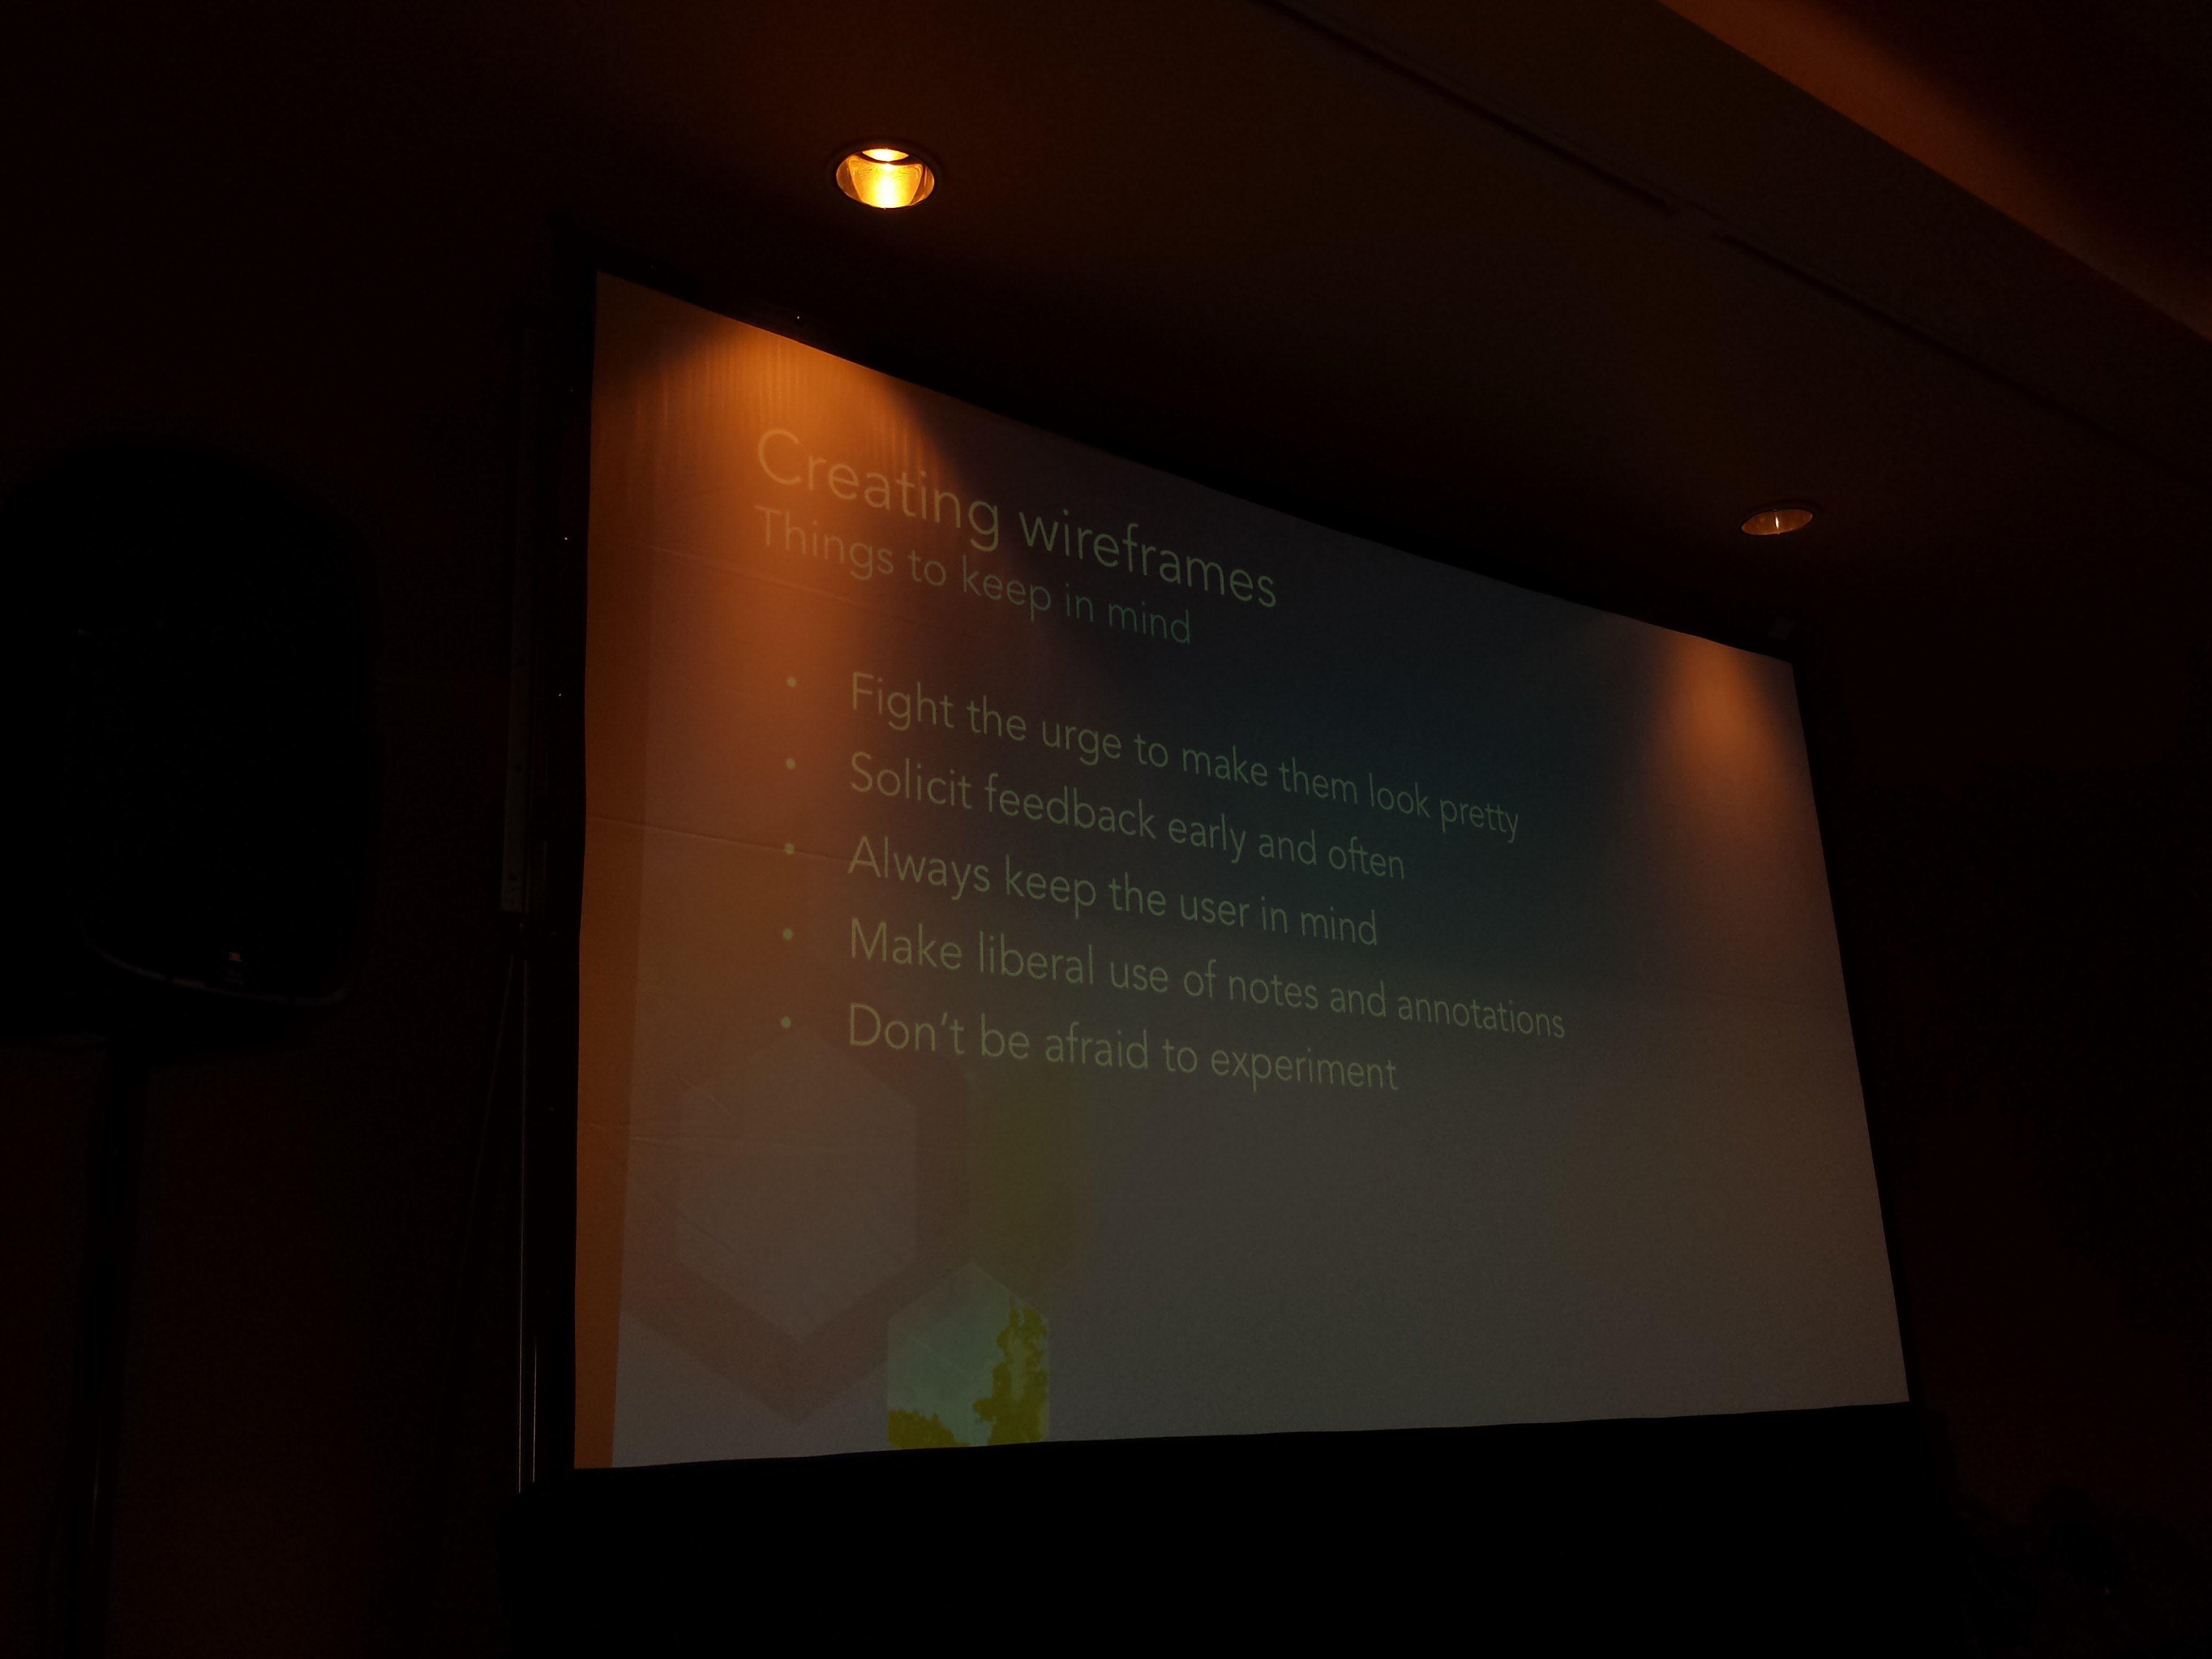 Creating wireframes
Things to keep in mind
• Fight the urge to make them look pretty
• Solicit feedback early and often
• Always keep the user in mind
• Make liberal use of notes and annotations
• Don't be afraid to experiment